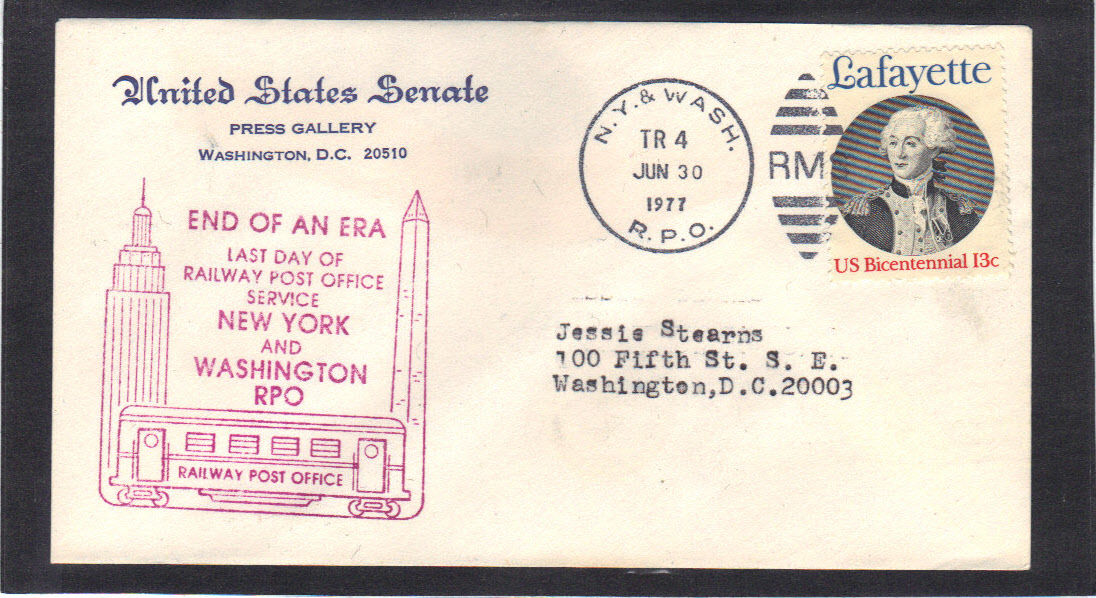 United States Senate
PRESS GALLERY
WASHINGTON, D.C. 20510
END OF AN ERA
LAST DAY OF
RAILWAY POST OFFICE
SERVICE
NEW YORK
AND
WASHINGTON
RPO
RAILWAY POST OFFICE
N.Y. & WASH.
TR 4
JUN 30
1977
R.P.O.
RM
Lafayette
US Bicentennial 13c
Jessie Stearns
100 Fifth St. S. E.
Washington,D.C.20003